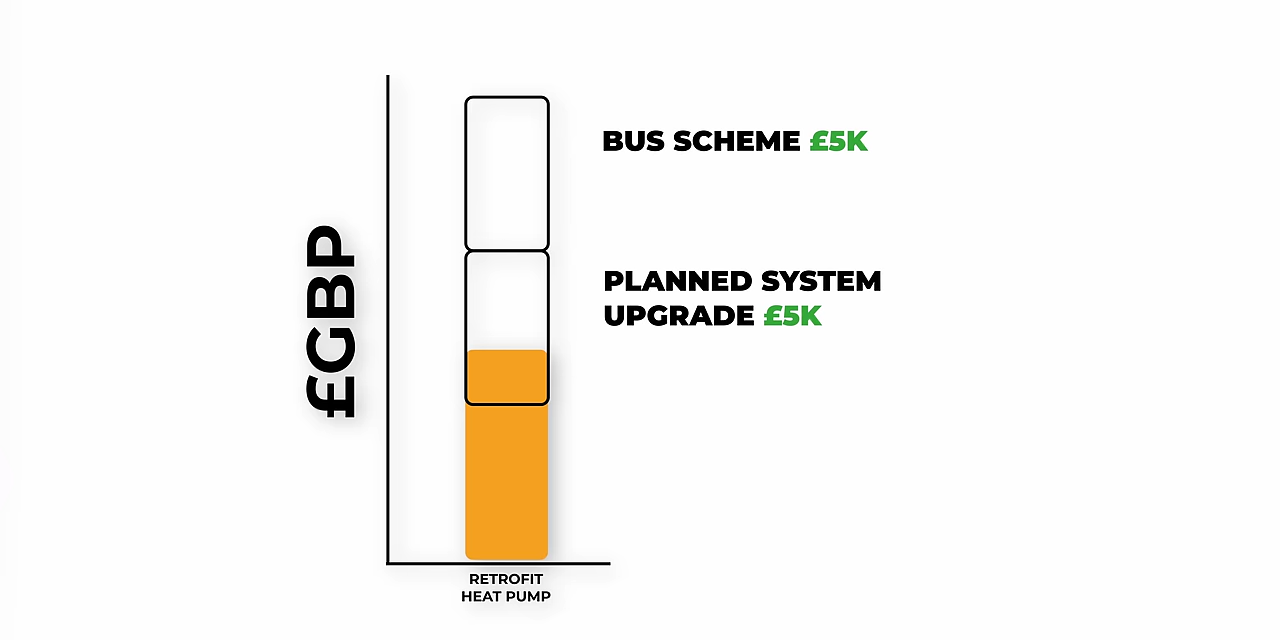 BUS SCHEME £5K
PLANNED SYSTEM
UPGRADE £5K
£GBP
RETROFIT
HEAT PUMP